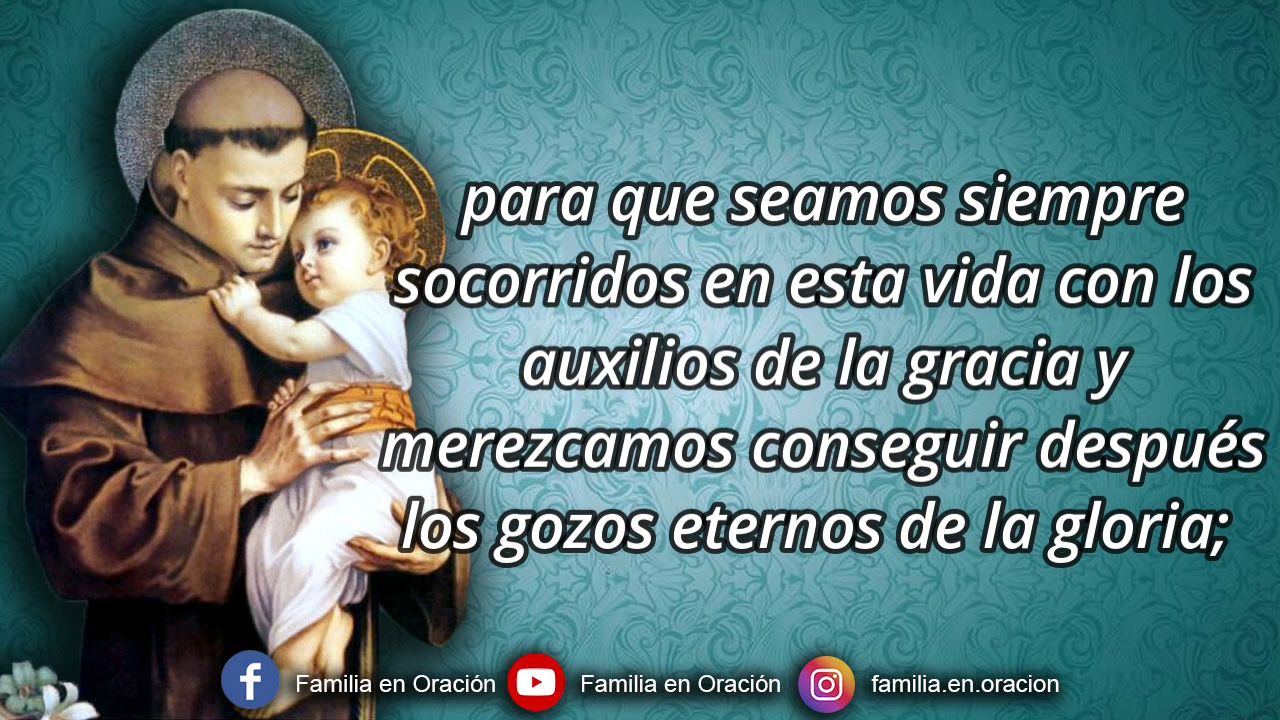 para que seamos siempre
socorridos en esta vida con los
auxilios de la gracia y
merezcamos conseguir después
los gozos eternos de la gloria;
Familia en Oración Familia en Oración familia.en.oracion